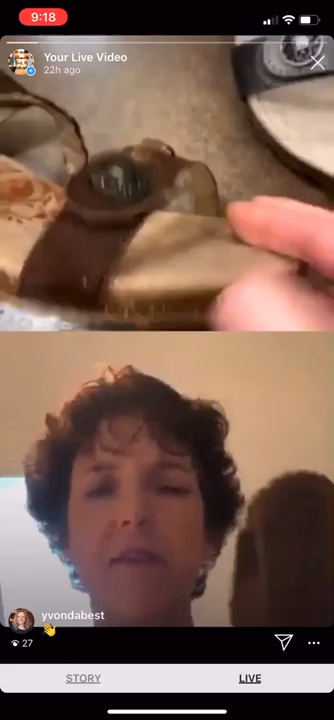 9:18
Your Live Video
22h ago
yvondabest
👋
27
STORY
LIVE